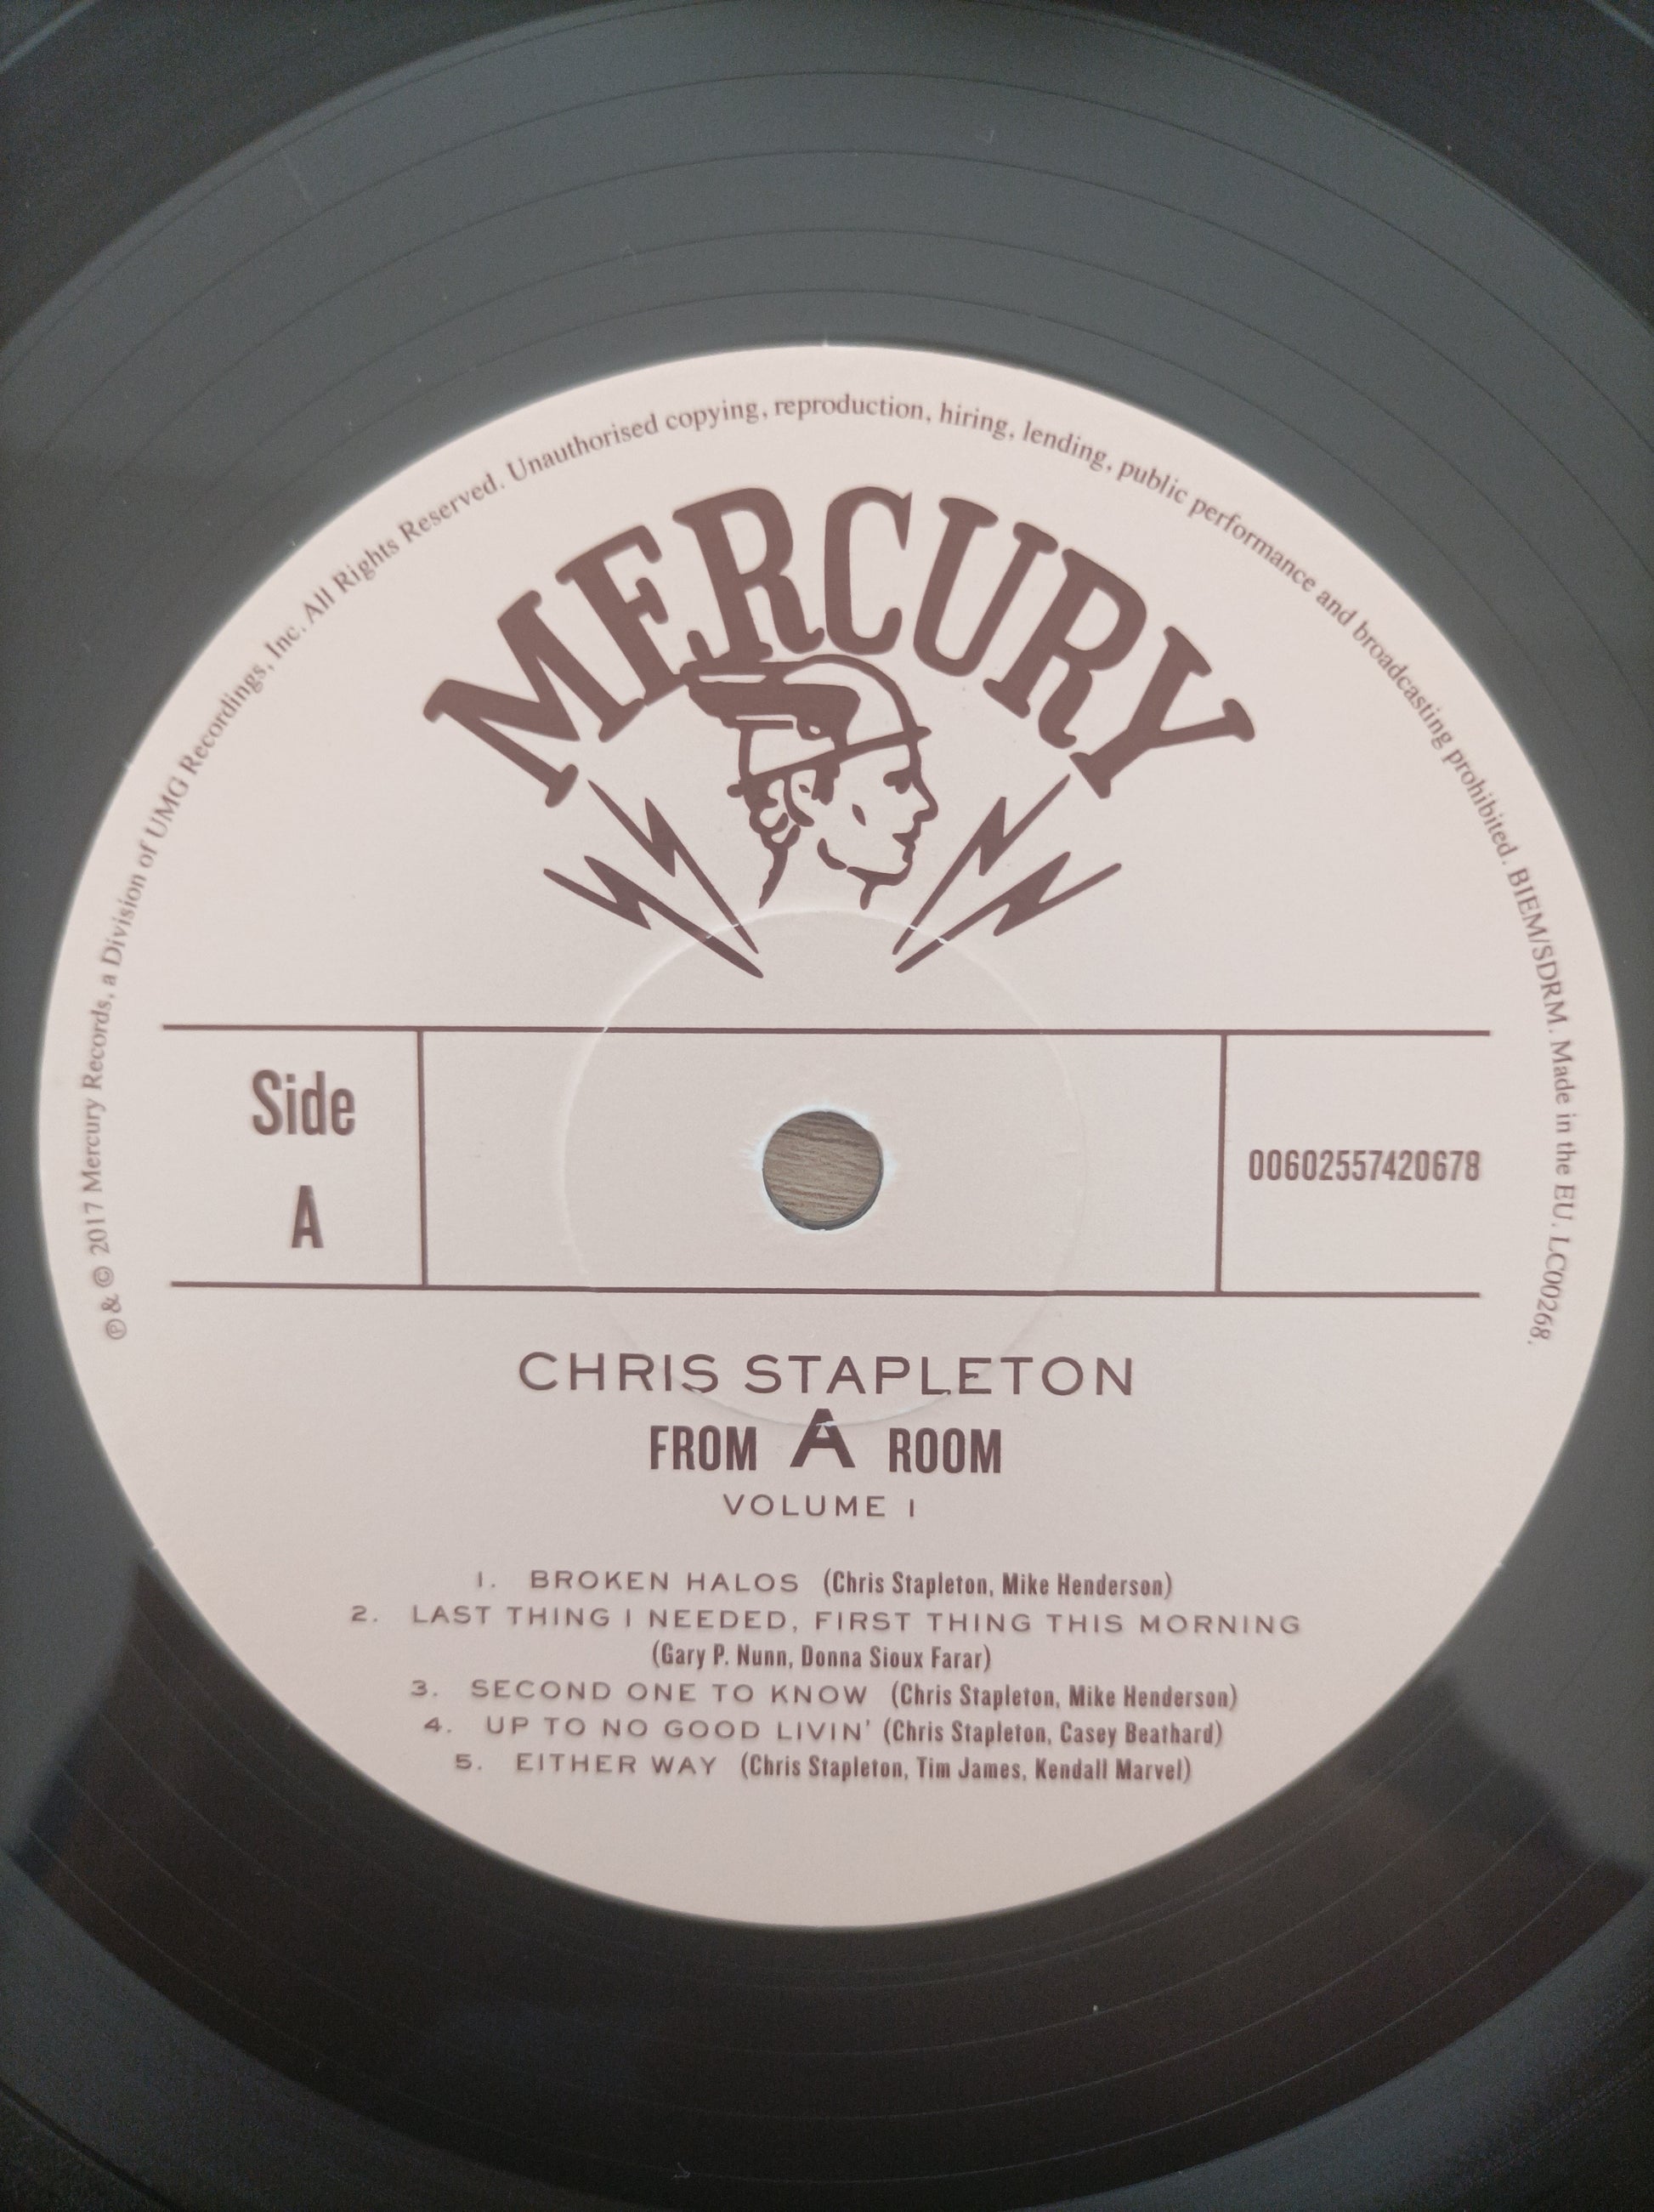 ℗ & © 2017 Mercury Records, a Division of UMG Recordings, Inc. All Rights Reserved. Unauthorised copying, reproduction, hiring, lending, public performance and broadcasting prohibited. BIEM/SDRM. Made in the EU. LC00268.
MERCURY
Side
A
00602557420678
CHRIS STAPLETON
FROM A ROOM
VOLUME 1
1. BROKEN HALOS (Chris Stapleton, Mike Henderson)
2. LAST THING I NEEDED, FIRST THING THIS MORNING
(Gary P. Nunn, Donna Sioux Farar)
3. SECOND ONE TO KNOW (Chris Stapleton, Mike Henderson)
4. UP TO NO GOOD LIVIN' (Chris Stapleton, Casey Beathard)
5. EITHER WAY (Chris Stapleton, Tim James, Kendall Marvel)